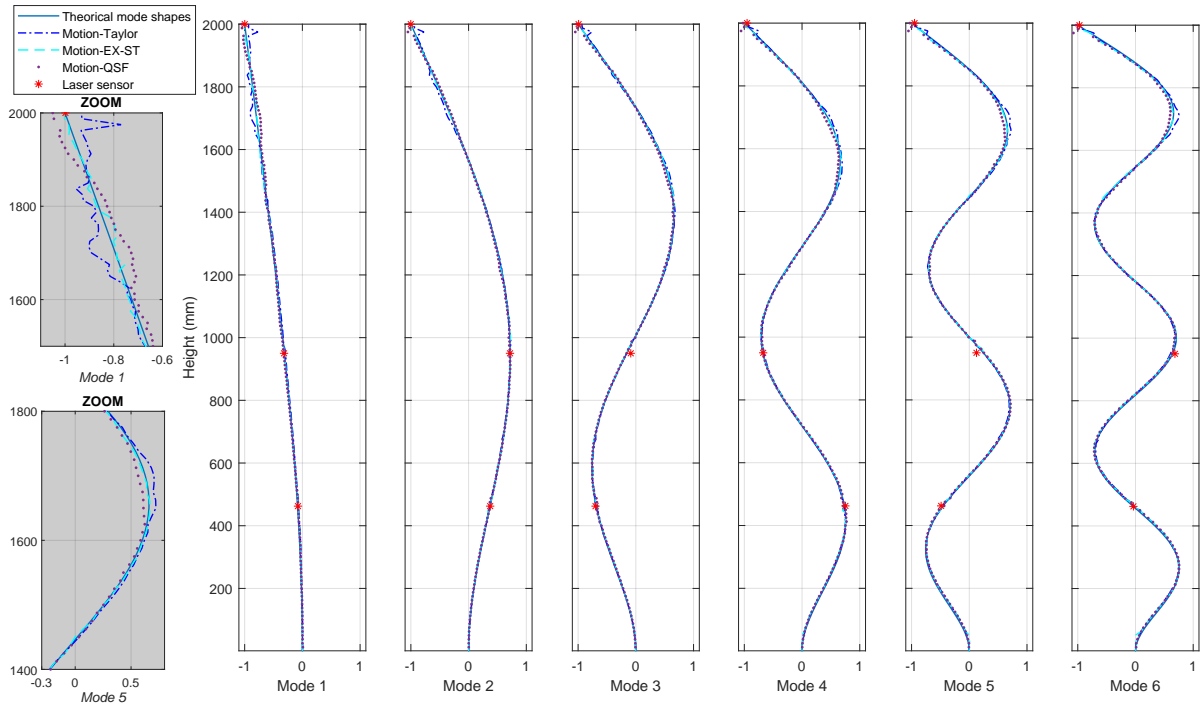 Theorical mode shapes
Motion-Taylor
Motion-EX-ST
Motion-QSF
Laser sensor
ZOOM
2000
1800
1600
-1 -0.8 -0.6
Mode 1
ZOOM
1800
1600
1400
-0.3 0 0.5
Mode 5
Height (mm)
2000
1800
1600
1400
1200
1000
800
600
400
200
-1 0 1
Mode 1
-1 0 1
Mode 2
-1 0 1
Mode 3
-1 0 1
Mode 4
-1 0 1
Mode 5
-1 0 1
Mode 6